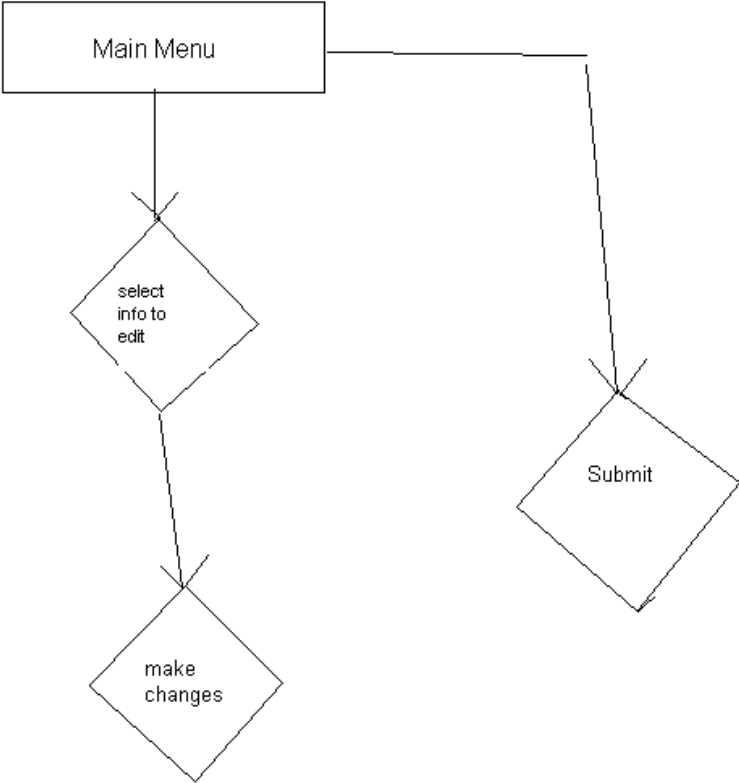 Main Menu
select
info to
edit
Submit
make
changes